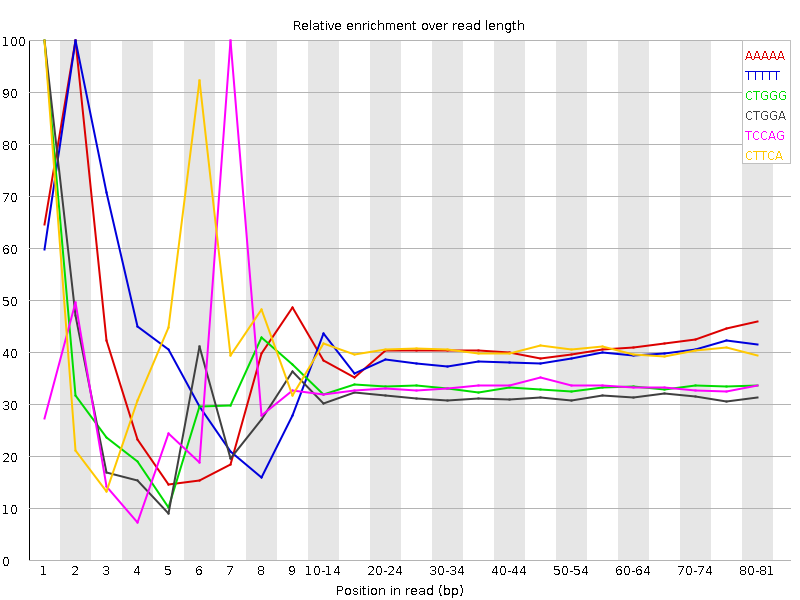 Relative enrichment over read length
100
90
80
70
60
50
40
30
20
10
0
AAAAA
TTTTT
CTGGG
CTGGA
TCCAG
CTTCA
1 2 3 4 5 6 7 8 9 10-14 20-24 30-34 40-44 50-54 60-64 70-74 80-81
Position in read (bp)